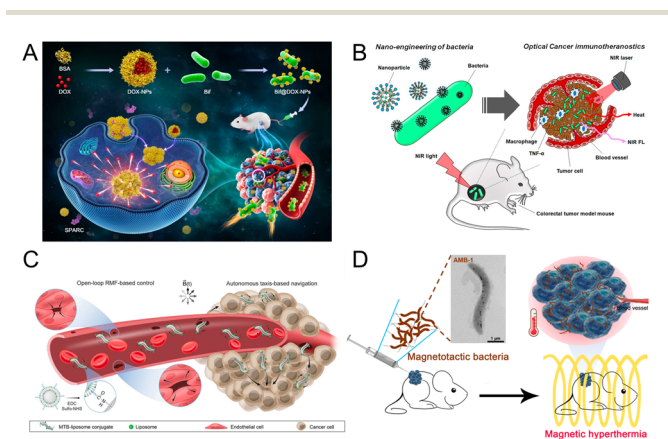 A
BSA
DOX
DOX-NPs
Bif
Bif@DOX-NPs
SPARC
B
Nano-engineering of bacteria
Optical Cancer immunotheranostics
Nanoparticle
Bacteria
NIR laser
Heat
Macrophage
TNF-α
NIR FL
Blood vessel
Tumor cell
NIR light
Colorectal tumor model mouse
C
Open-loop RMF-based control
B(t)
Autonomous taxis-based navigation
EDC
Sulfo-NHS
MTB-liposome conjugate
Liposome
Endothelial cell
Cancer cell
D
AMB-1
1 μm
Magnetotactic bacteria
vessel
Magnetic hyperthermia